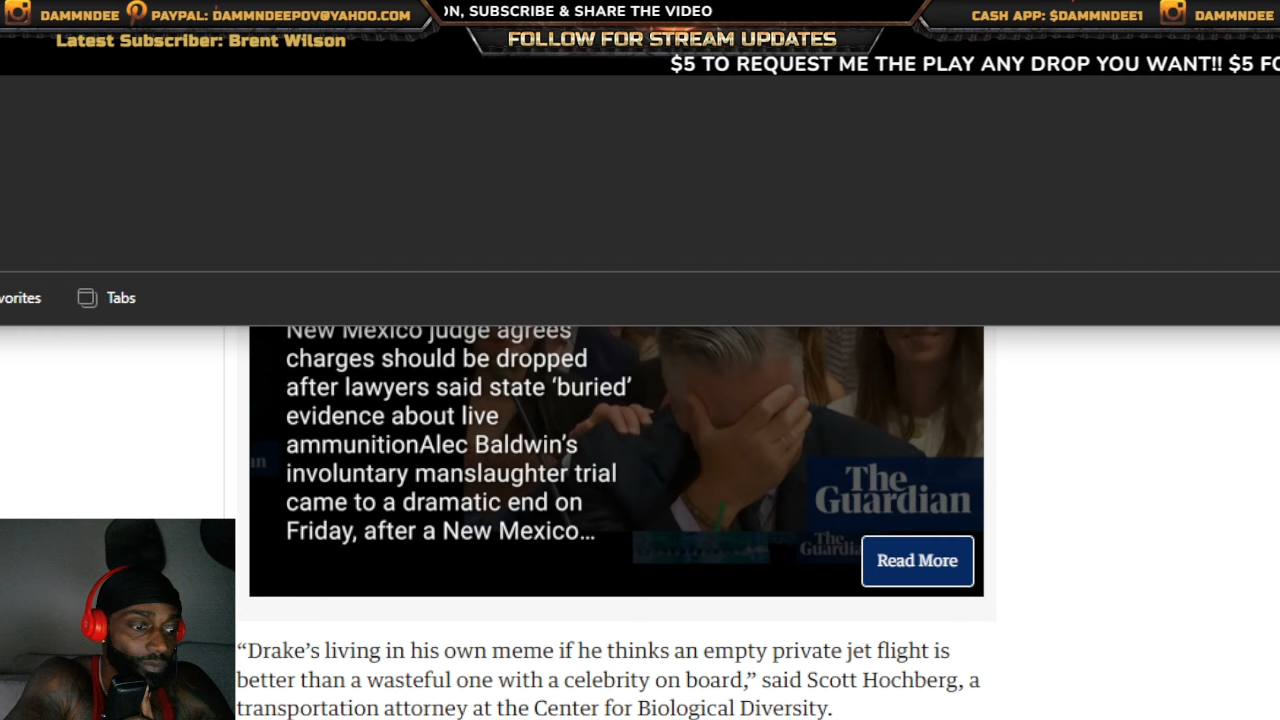 DAMMNDEE PAYPAL: DAMMNDEEPOV@YAHOO.COM
N, SUBSCRIBE & SHARE THE VIDEO
CASH APP: $DAMMNDEE1 DAMMNDEE
Latest Subscriber: Brent Wilson
FOLLOW FOR STREAM UPDATES
$5 TO REQUEST ME THE PLAY ANY DROP YOU WANT!! $5 FO
vorites Tabs
New Mexico judge agrees
charges should be dropped
after lawyers said state ‘buried’
evidence about live
ammunitionAlec Baldwin’s
involuntary manslaughter trial
came to a dramatic end on
Friday, after a New Mexico...
an
The
Guardian
The
Guardia
Read More
“Drake’s living in his own meme if he thinks an empty private jet flight is
better than a wasteful one with a celebrity on board,” said Scott Hochberg, a
transportation attorney at the Center for Biological Diversity.